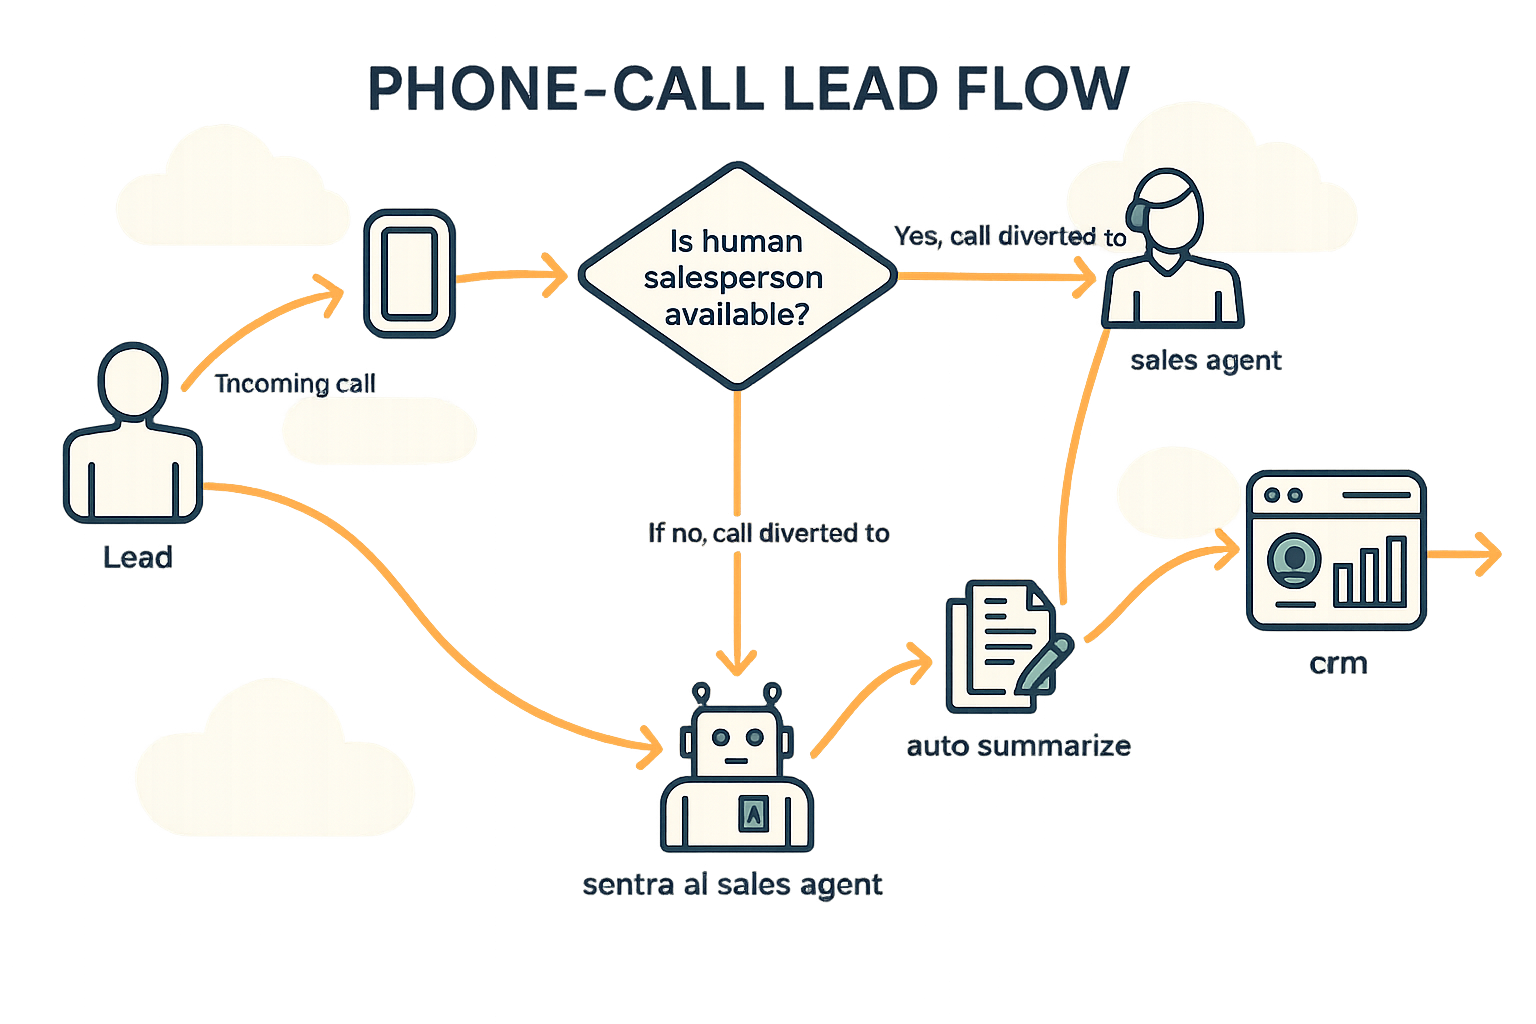 PHONE-CALL LEAD FLOW
Is human
salesperson
available?
Yes, call diverted to
sales agent
Tncoming call
Lead
If no, call diverted to
crm
auto summarize
A
sentra al sales agent